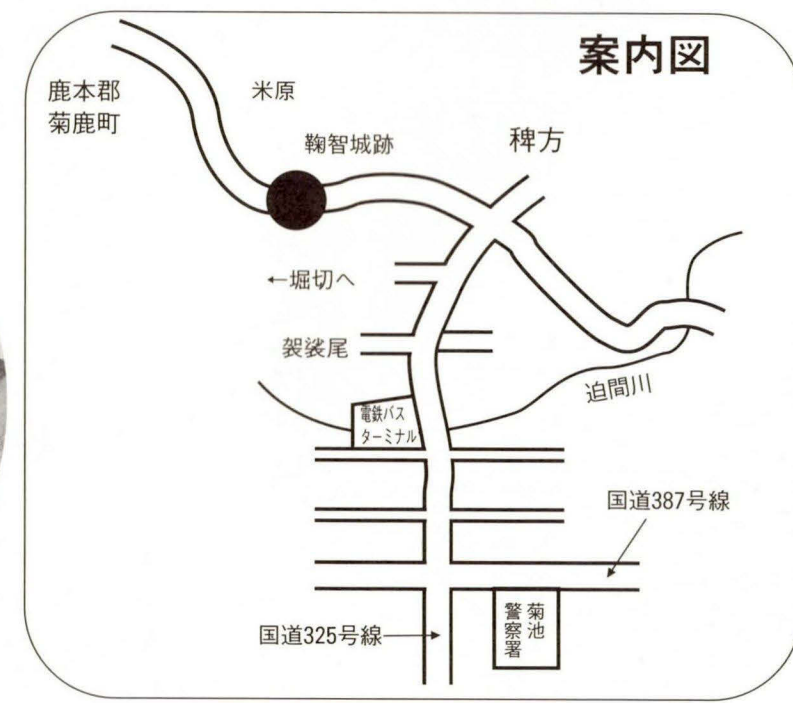 案内図
鹿本郡
菊鹿町
米原
鞠智城跡
稗方
←堀切へ
袈裟尾
電鉄バス
ターミナル
迫間川
国道387号線
国道325号線
菊池
警察署